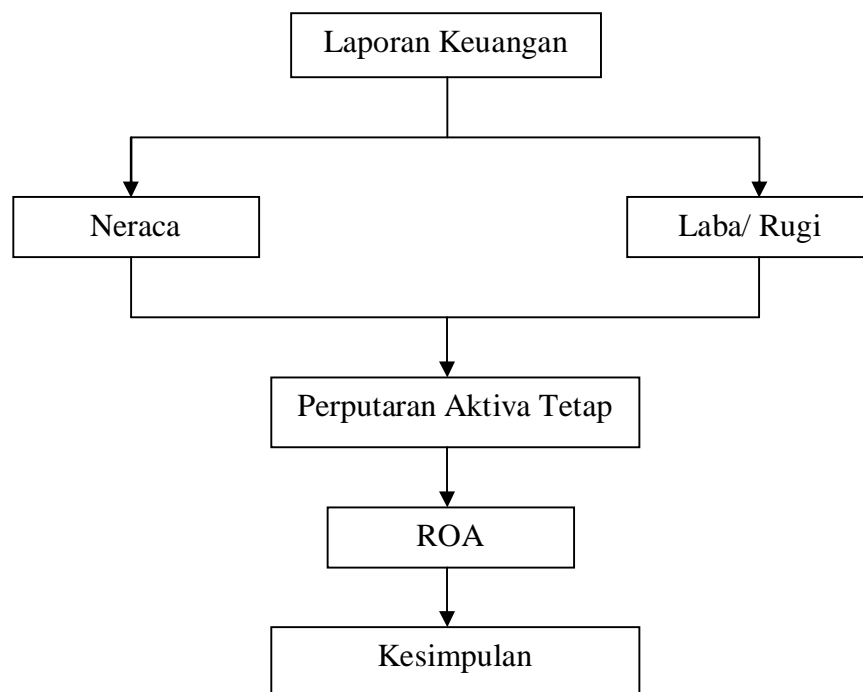 Laporan Keuangan
Neraca
Laba/ Rugi
Perputaran Aktiva Tetap
ROA
Kesimpulan